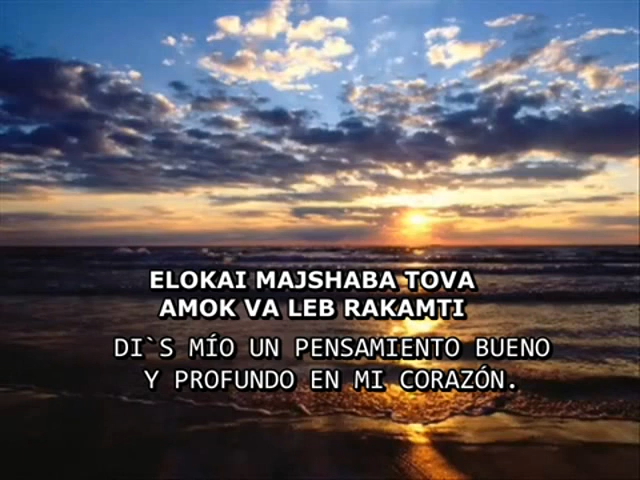 ELOKAI MAJSHABA TOVA
AMOK VA LEB RAKAMTI
DI`S MÍO UN PENSAMIENTO BUENO
Y PROFUNDO EN MI CORAZÓN.